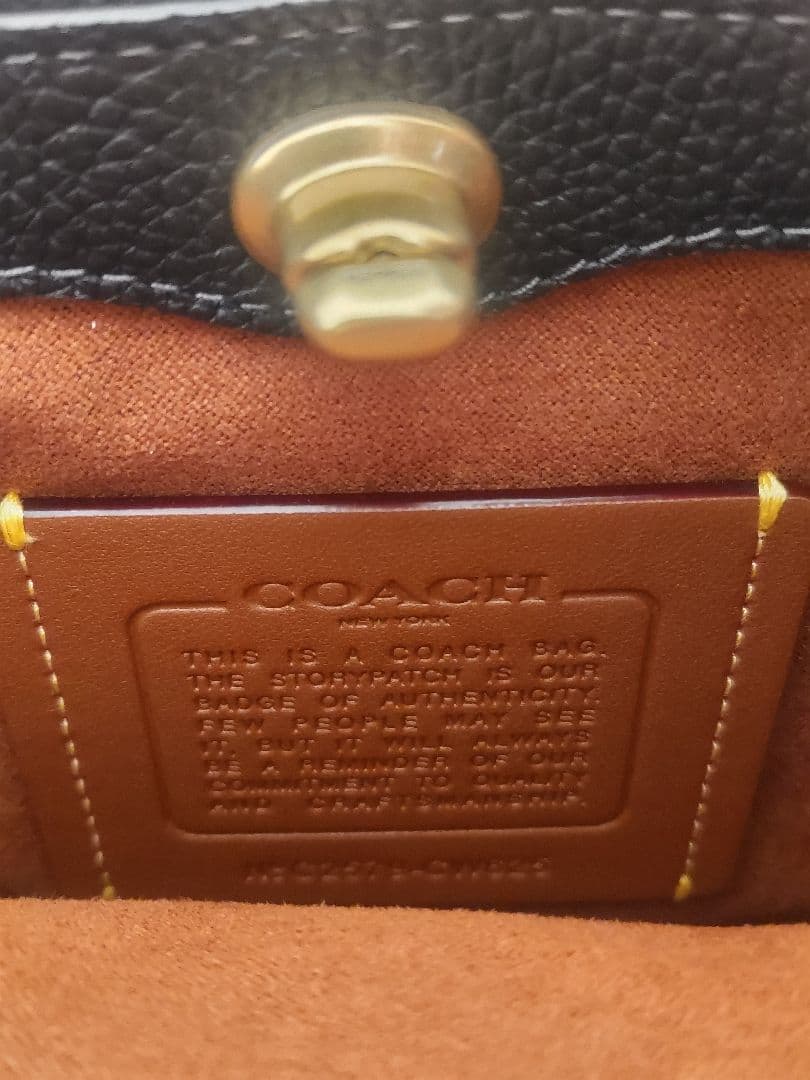 COACH
NEW YORK
THIS IS A COACH BAG.
THE STORYPATCH IS OUR
BADGE OF AUTHENTICITY.
FEW PEOPLE MAY SEE
IT, BUT IT WILL ALWAYS
BE A REMINDER OF OUR
COMMITMENT TO QUALITY
AND CRAFTSMANSHIP.